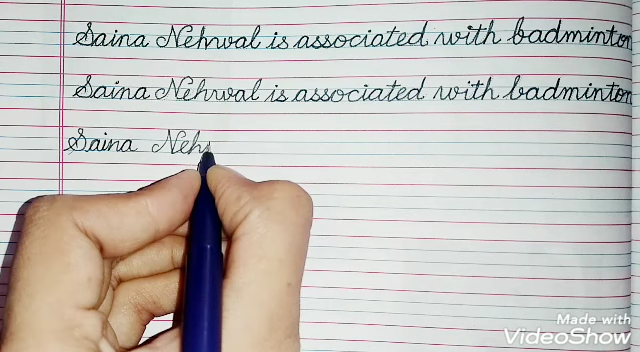 Saina Nehwal is associated with badminton
Saina Nehwal is associated with badminton
Saina Neh
Made with
VideoShow